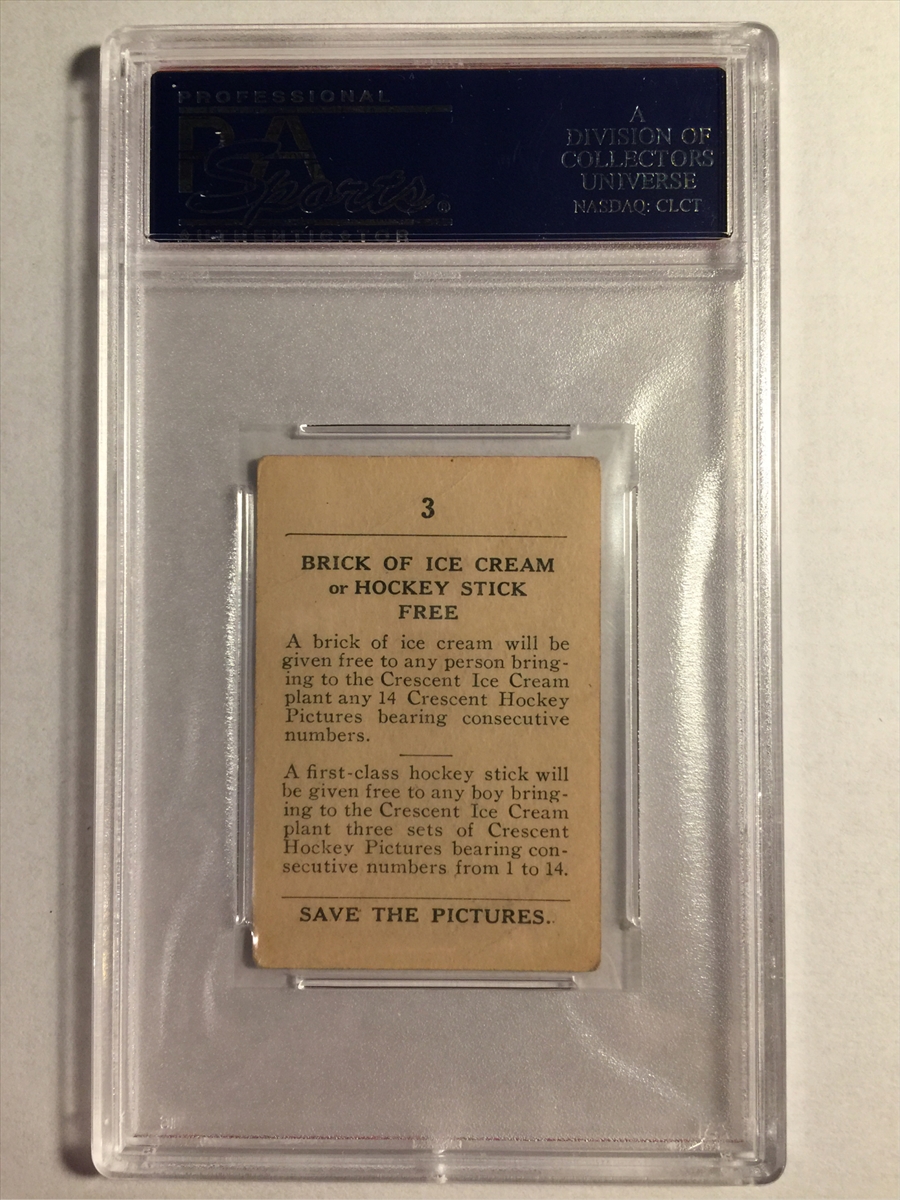 PROFESSIONAL
PSA
Sports®
AUTHENTICATOR
A
DIVISION OF
COLLECTORS
UNIVERSE
NASDAQ: CLCT
3
BRICK OF ICE CREAM
or HOCKEY STICK
FREE
A brick of ice cream will be
given free to any person bring-
ing to the Crescent Ice Cream
plant any 14 Crescent Hockey
Pictures bearing consecutive
numbers.
A first-class hockey stick will
be given free to any boy bring-
ing to the Crescent Ice Cream
plant three sets of Crescent
Hockey Pictures bearing con-
secutive numbers from 1 to 14.
SAVE THE PICTURES.